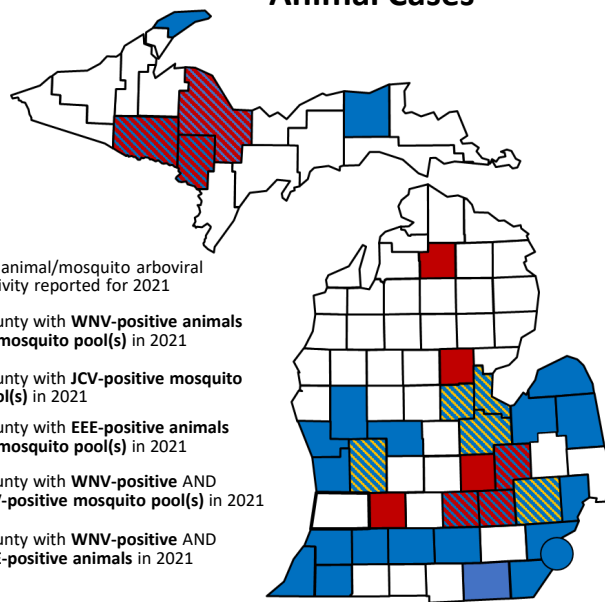 Animal Cases
animal/mosquito arboviral
ivity reported for 2021
unty with WNV-positive animals
mosquito pool(s) in 2021
unty with JCV-positive mosquito
ol(s) in 2021
unty with EEE-positive animals
mosquito pool(s) in 2021
unty with WNV-positive AND
V-positive mosquito pool(s) in 2021
unty with WNV-positive AND
E-positive animals in 2021